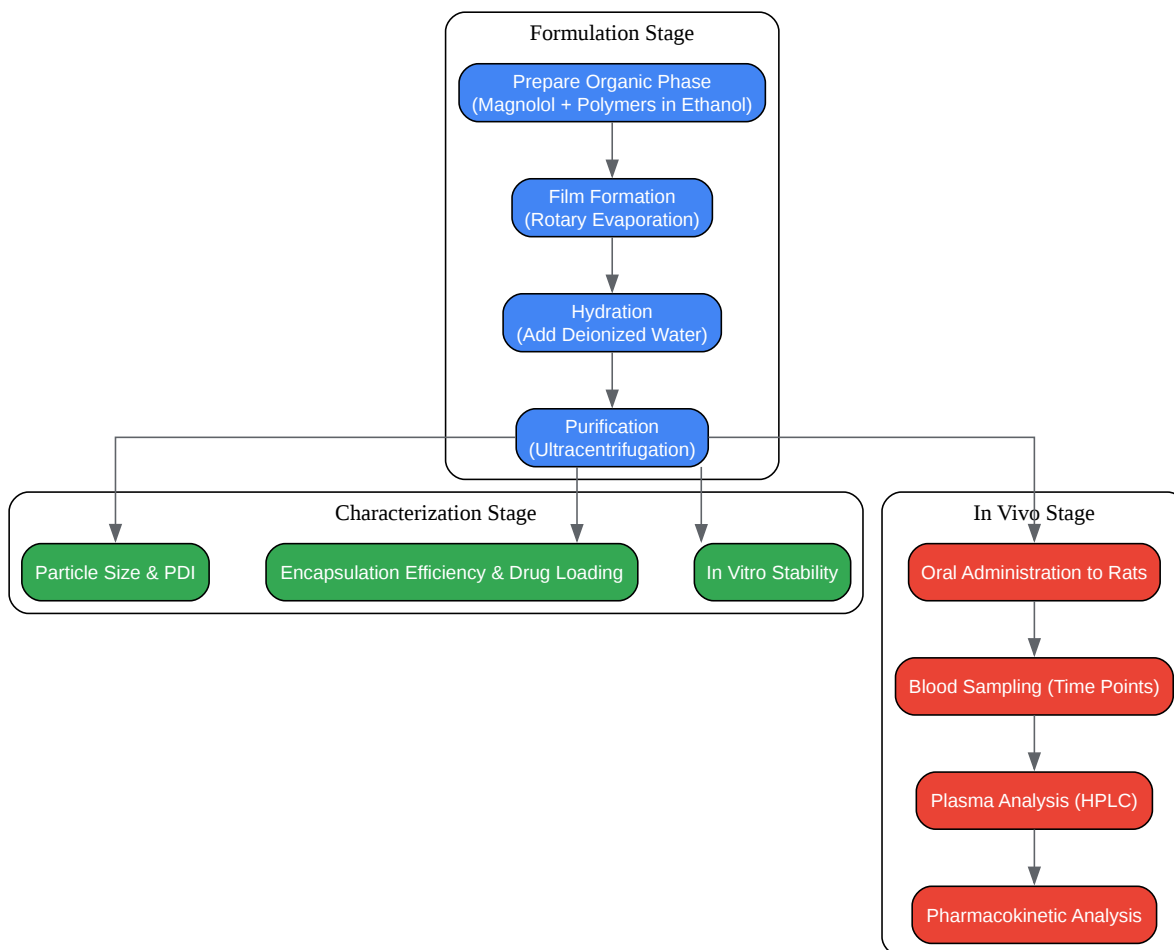 Formulation Stage
Prepare Organic Phase
(Magnolol + Polymers in Ethanol)
Film Formation
(Rotary Evaporation)
Hydration
(Add Deionized Water)
Purification
(Ultracentrifugation)
Characterization Stage
Particle Size & PDI
Encapsulation Efficiency & Drug Loading
In Vitro Stability
In Vivo Stage
Oral Administration to Rats
Blood Sampling (Time Points)
Plasma Analysis (HPLC)
Pharmacokinetic Analysis